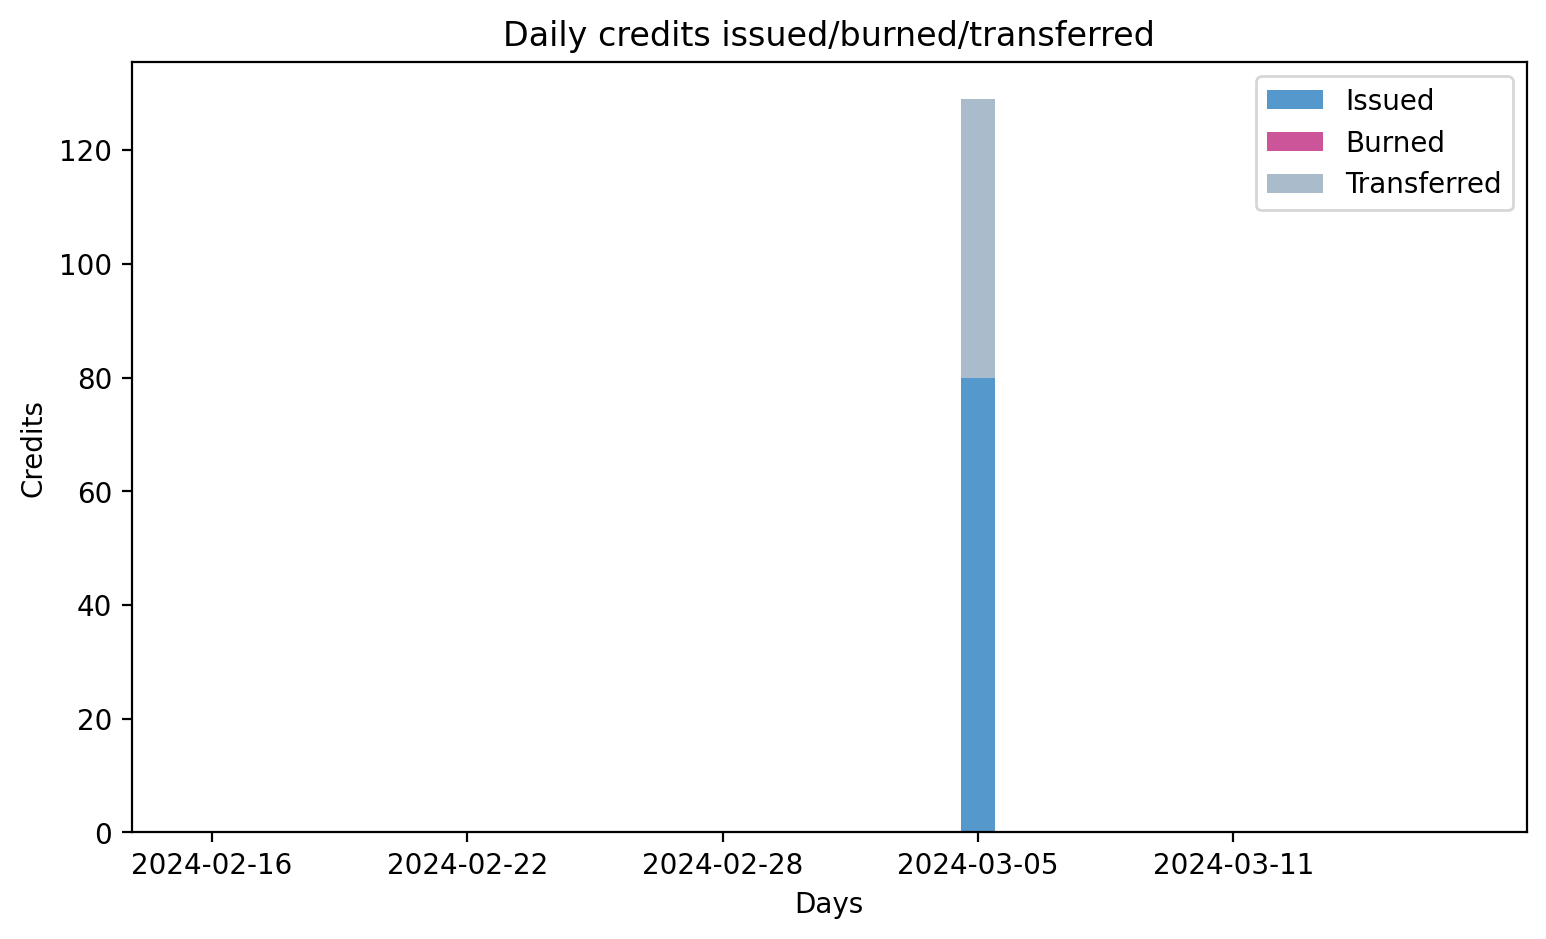 Daily credits issued/burned/transferred
Issued
Burned
Transferred
120
100
80
60
40
20
0
Credits
2024-02-16 2024-02-22 2024-02-28 2024-03-05 2024-03-11
Days